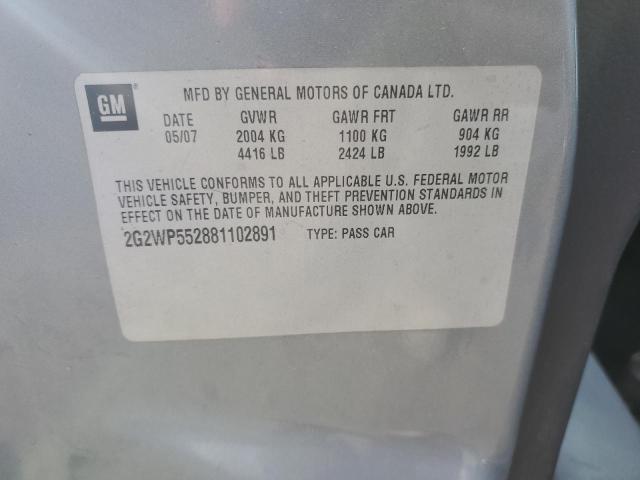 GM
MFD BY GENERAL MOTORS OF CANADA LTD.
DATE GVWR GAWR FRT GAWR RR
05/07 2004 KG 1100 KG 904 KG
4416 LB 2424 LB 1992 LB
THIS VEHICLE CONFORMS TO ALL APPLICABLE U.S. FEDERAL MOTOR
VEHICLE SAFETY, BUMPER, AND THEFT PREVENTION STANDARDS IN
EFFECT ON THE DATE OF MANUFACTURE SHOWN ABOVE.
2G2WP552881102891 TYPE: PASS CAR